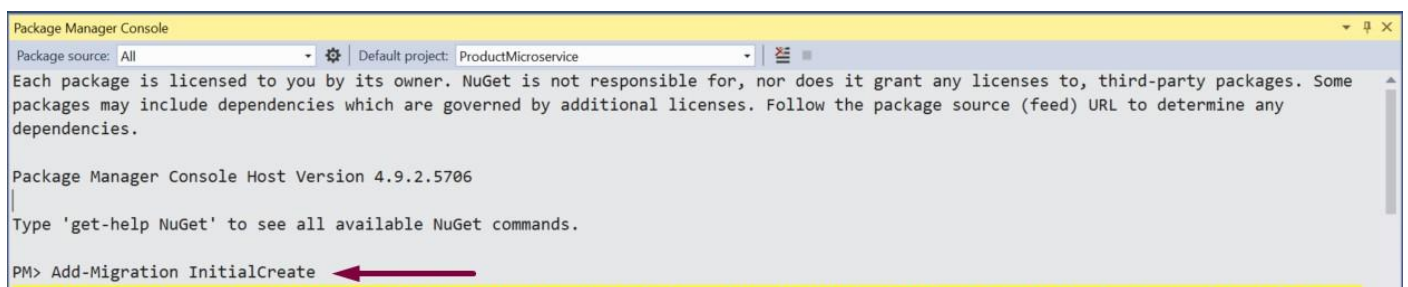 Package Manager Console
Package source: All Default project: ProductMicroservice
Each package is licensed to you by its owner. NuGet is not responsible for, nor does it grant any licenses to, third-party packages. Some
packages may include dependencies which are governed by additional licenses. Follow the package source (feed) URL to determine any
dependencies.
Package Manager Console Host Version 4.9.2.5706
Type 'get-help NuGet' to see all available NuGet commands.
PM> Add-Migration InitialCreate